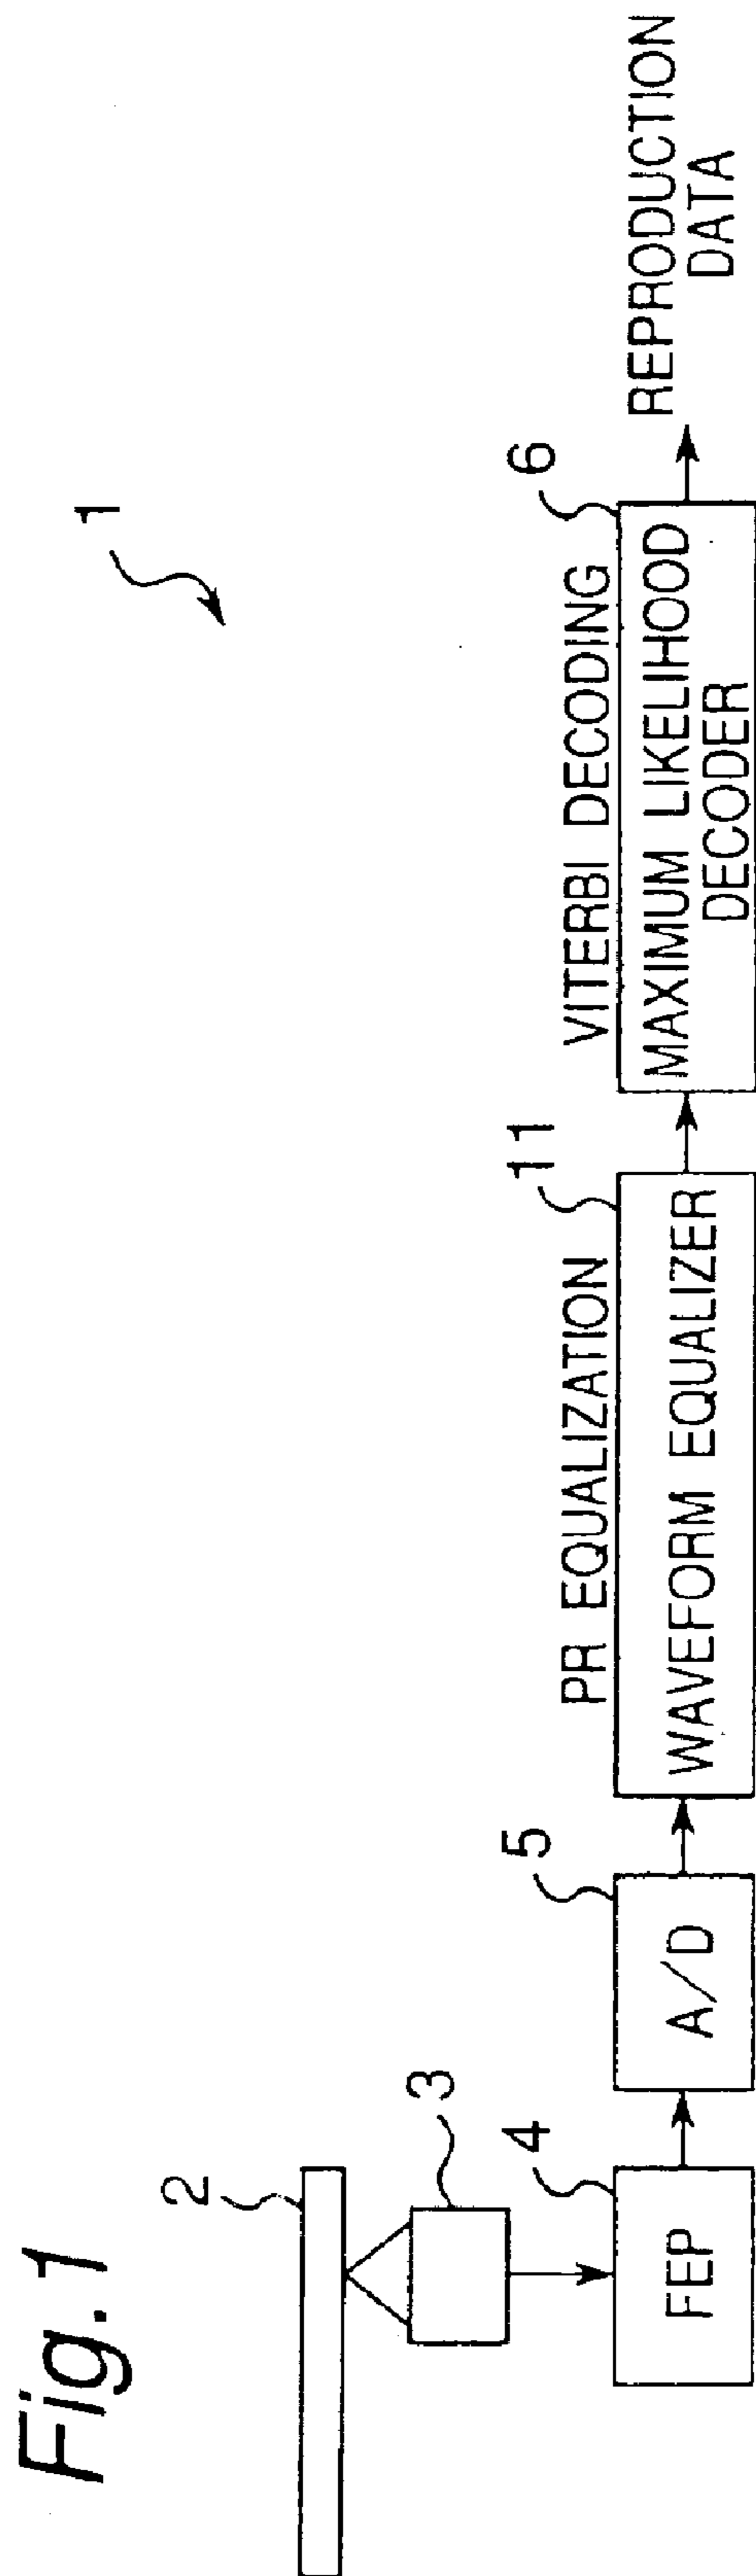 Fig.1
1
2
3
4
FEP
5
A/D
PR EQUALIZATION
11
WAVEFORM EQUALIZER
VITERBI DECODING
6
MAXIMUM LIKELIHOOD
DECODER
REPRODUCTION
DATA